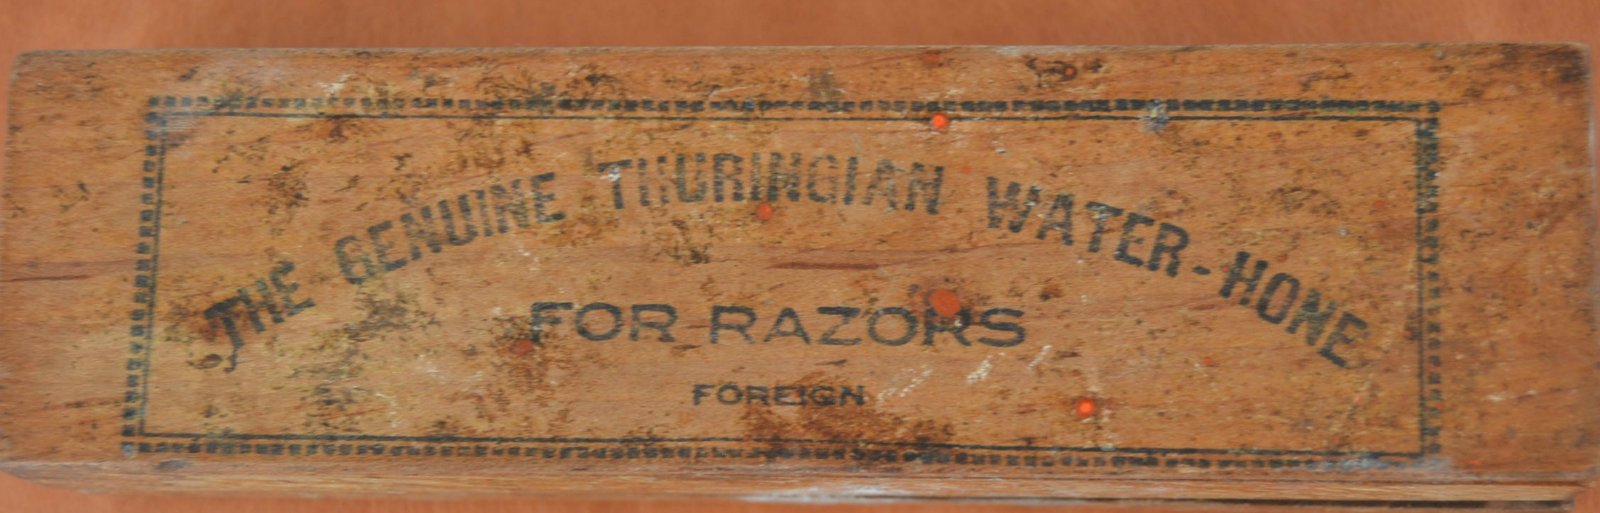 THE GENUINE THURINGIAN WATER-HONE
FOR RAZORS
FOREIGN